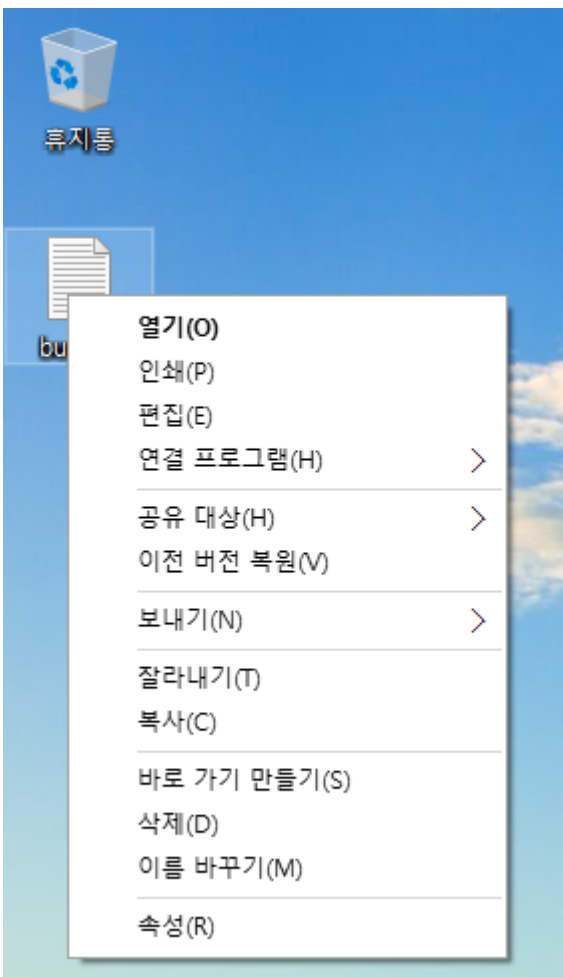 휴지통
bu
열기(O)
인쇄(P)
편집(E)
연결 프로그램(H)
공유 대상(H)
이전 버전 복원(V)
보내기(N)
잘라내기(T)
복사(C)
바로 가기 만들기(S)
삭제(D)
이름 바꾸기(M)
속성(R)